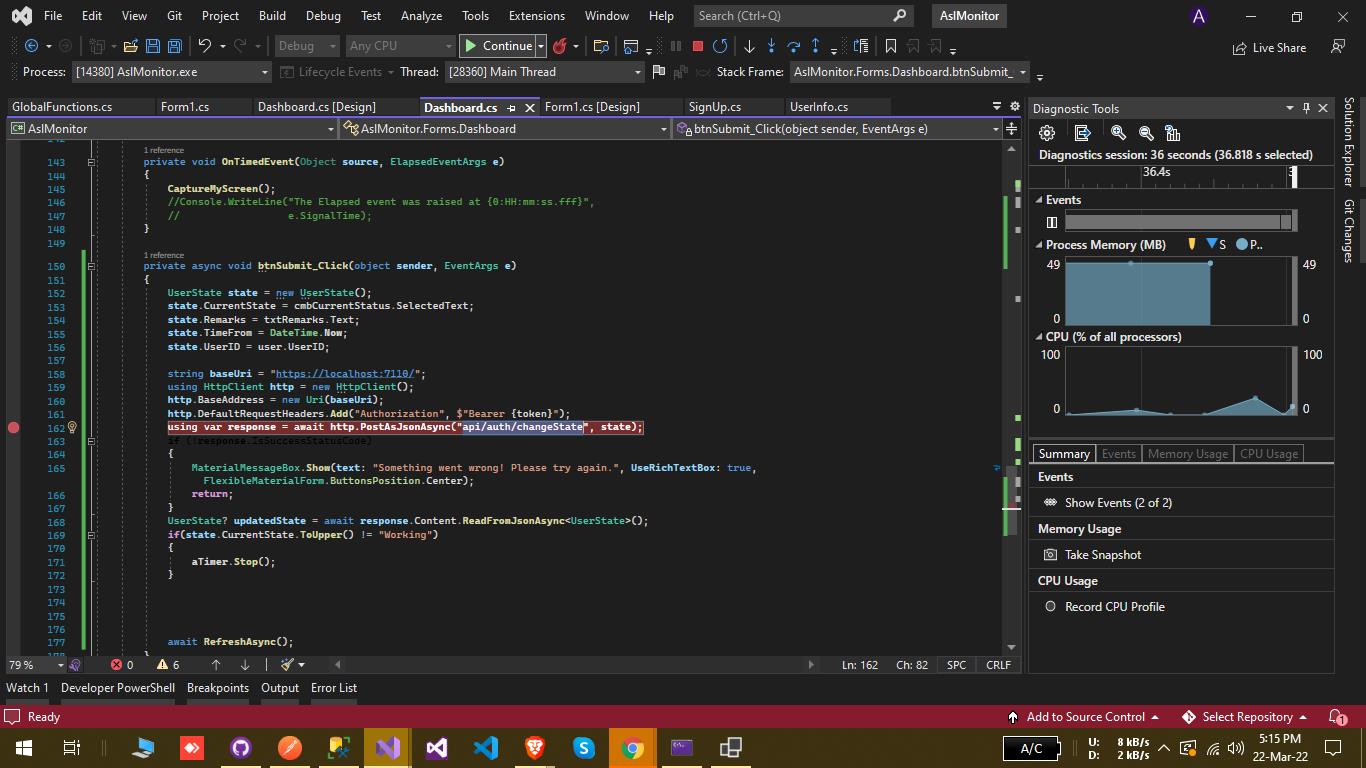 File Edit View Git Project Build Debug Test Analyze Tools Extensions Window Help Search (Ctrl+Q) AslMonitor A
Debug Any CPU Continue Live Share
Process: [14380] AslMonitor.exe Lifecycle Events Thread: [28360] Main Thread Stack Frame: AslMonitor.Forms.Dashboard.btnSubmit_
GlobalFunctions.cs Form1.cs Dashboard.cs [Design] Dashboard.cs Form1.cs [Design] SignUp.cs UserInfo.cs
AslMonitor AslMonitor.Forms.Dashboard btnSubmit_Click(object sender, EventArgs e)
142
1 reference
143 private void OnTimedEvent(Object source, ElapsedEventArgs e)
144 {
145 CaptureMyScreen();
146 //Console.WriteLine("The Elapsed event was raised at {0:HH:mm:ss.fff}",
147 // e.SignalTime);
148 }
149
1 reference
150 private async void btnSubmit_Click(object sender, EventArgs e)
151 {
152 UserState state = new UserState();
153 state.CurrentState = cmbCurrentStatus.SelectedText;
154 state.Remarks = txtRemarks.Text;
155 state.TimeFrom = DateTime.Now;
156 state.UserID = user.UserID;
157
158 string baseUri = "https://localhost:7110/";
159 using HttpClient http = new HttpClient();
160 http.BaseAddress = new Uri(baseUri);
161 http.DefaultRequestHeaders.Add("Authorization", $"Bearer {token}");
162 using var response = await http.PostAsJsonAsync("api/auth/changeState", state);
163 if (!response.IsSuccessStatusCode)
164 {
165 MaterialMessageBox.Show(text: "Something went wrong! Please try again.", UseRichTextBox: true,
FlexibleMaterialForm.ButtonsPosition.Center);
166 return;
167 }
168 UserState? updatedState = await response.Content.ReadFromJsonAsync<UserState>();
169 if(state.CurrentState.ToUpper() != "Working")
170 {
171 aTimer.Stop();
172 }
173
174
175
176
177 await RefreshAsync();
178 }
79 % 0 6 Ln: 162 Ch: 82 SPC CRLF
Diagnostic Tools
Diagnostics session: 36 seconds (36.818 s selected)
36.4s
Events
Process Memory (MB) S P..
49 49
0 0
CPU (% of all processors)
100 100
0 0
Summary Events Memory Usage CPU Usage
Events
Show Events (2 of 2)
Memory Usage
Take Snapshot
CPU Usage
Record CPU Profile
Solution Explorer
Git Changes
Watch 1 Developer PowerShell Breakpoints Output Error List
Ready Add to Source Control Select Repository 1
A/C U: 8 kB/s D: 2 kB/s 5:15 PM
22-Mar-22